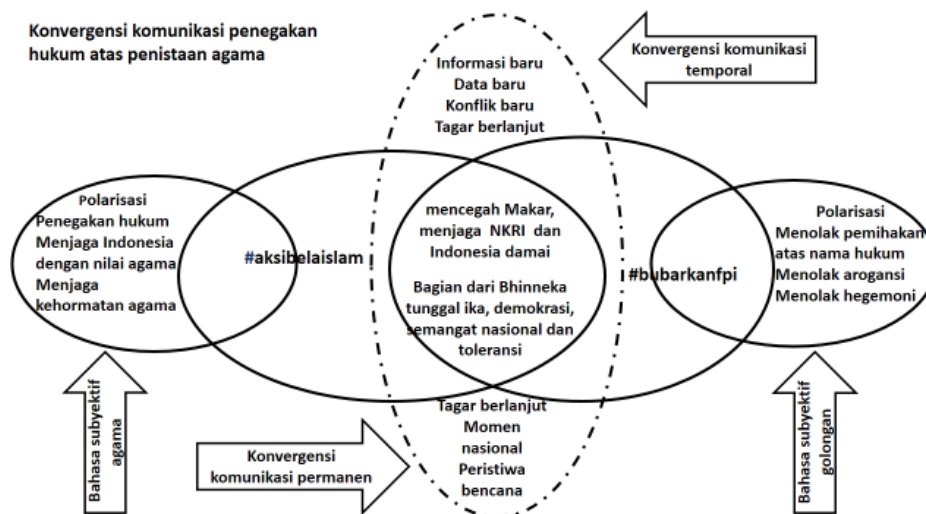 Konvergensi komunikasi penegakan
hukum atas penistaan agama
Konvergensi komunikasi
temporal
Informasi baru
Data baru
Konflik baru
Tagar berlanjut
Polarisasi
Penegakan hukum
Menjaga Indonesia
dengan nilai agama
Menjaga
kehormatan agama
#aksibelaislam
mencegah Makar,
menjaga NKRI dan
Indonesia damai
Bagian dari Bhinneka
tunggal ika, demokrasi,
semangat nasional dan
toleransi
#bubarkanfpi
Polarisasi
Menolak pemihakan
atas nama hukum
Menolak arogansi
Menolak hegemoni
Bahasa subyektif
agama
Konvergensi
komunikasi permanen
Tagar berlanjut
Momen
nasional
Peristiwa
bencana
Bahasa subyektif
golongan